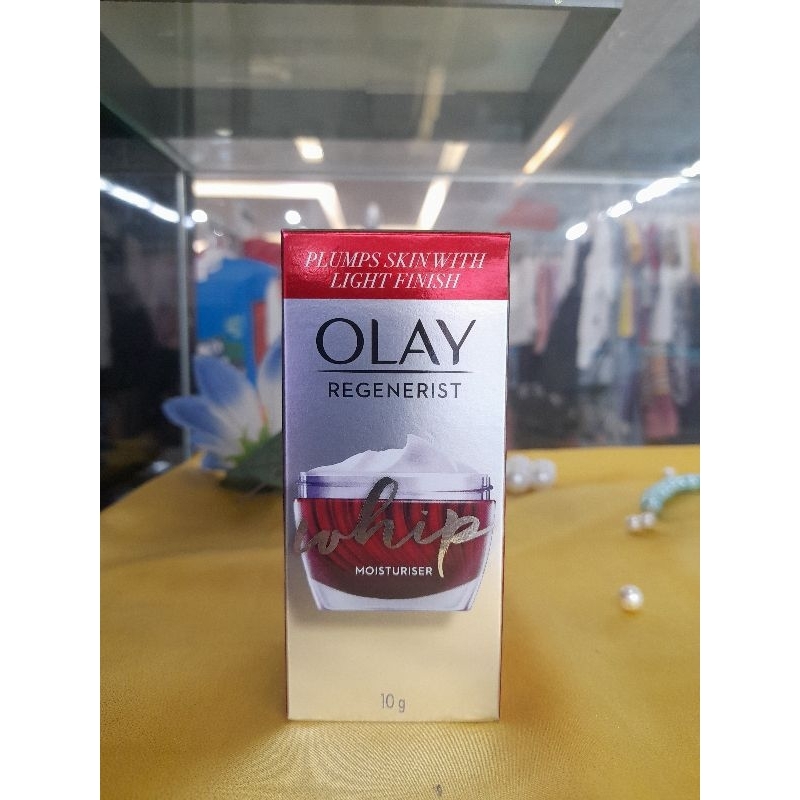 PLUMPS SKIN WITH
LIGHT FINISH
OLAY
REGENERIST
whip
MOISTURISER
10 g